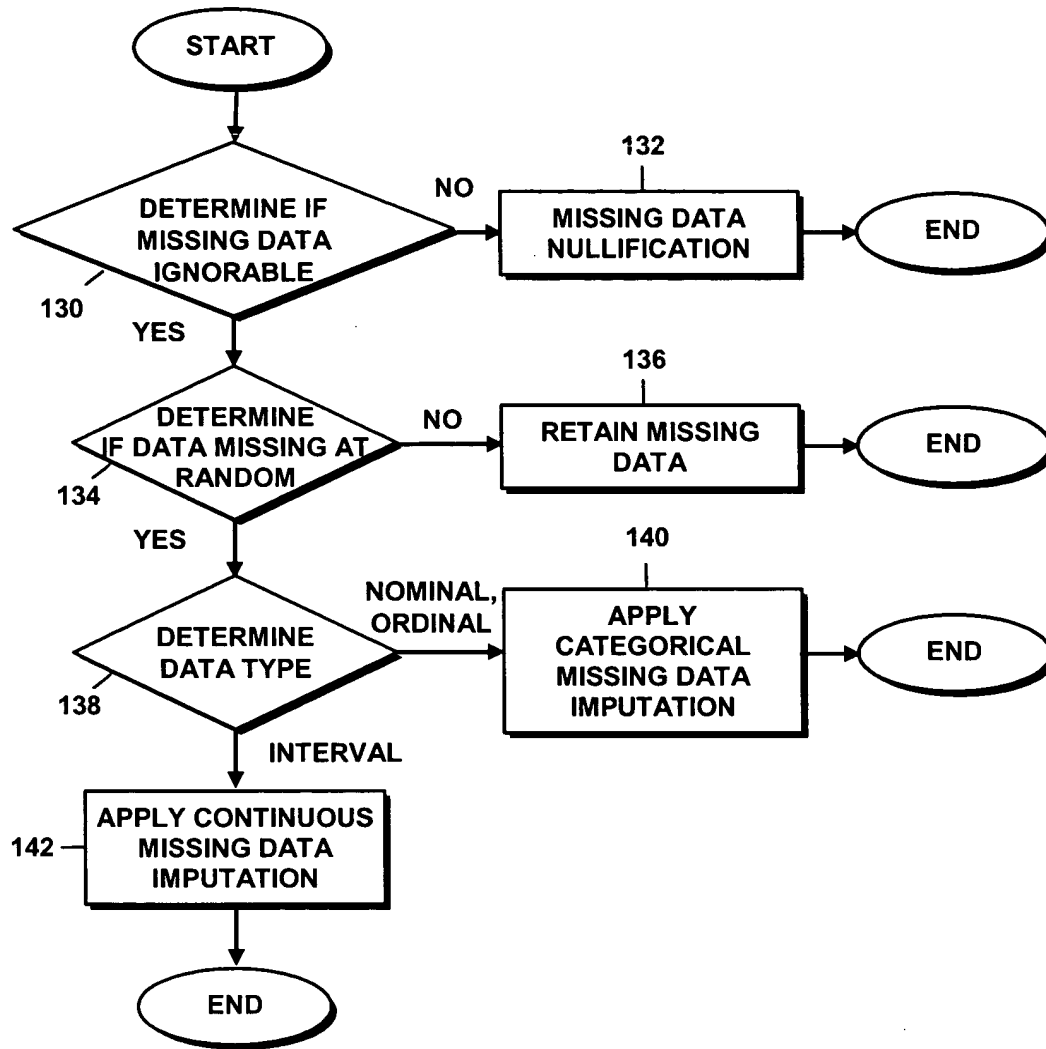 START
DETERMINE IF
MISSING DATA
IGNORABLE
130
NO
132
MISSING DATA
NULLIFICATION
END
YES
DETERMINE
IF DATA MISSING AT
RANDOM
134
NO
136
RETAIN MISSING
DATA
END
YES
DETERMINE
DATA TYPE
138
NOMINAL,
ORDINAL
140
APPLY
CATEGORICAL
MISSING DATA
IMPUTATION
END
INTERVAL
142
APPLY CONTINUOUS
MISSING DATA
IMPUTATION
END